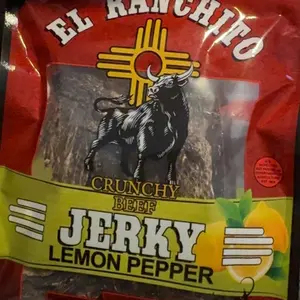 EL RANCHITO
CRUNCHY
BEEF
JERKY
LEMON PEPPER